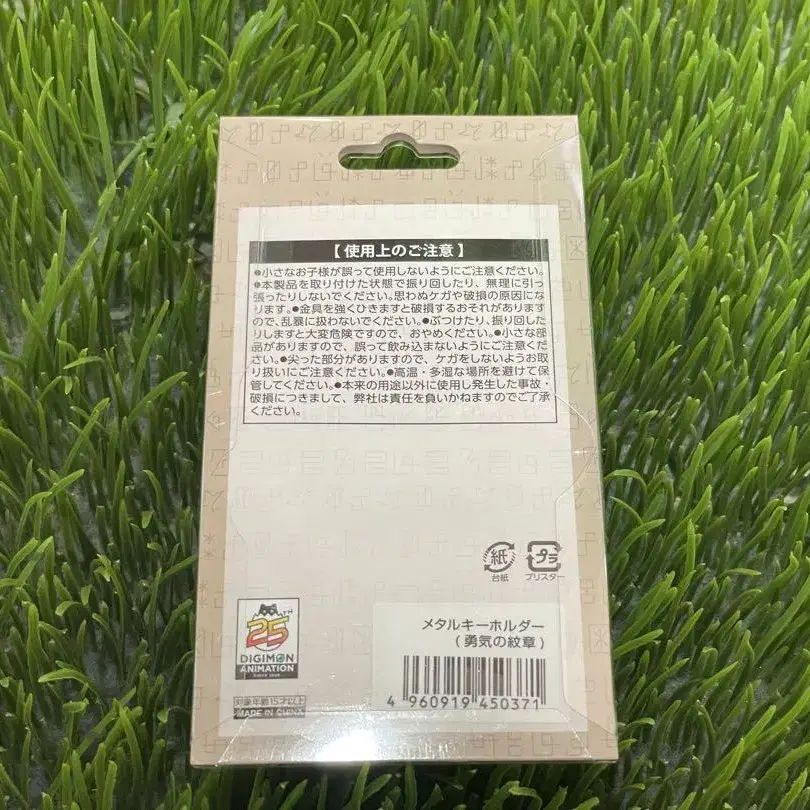 【 使用上のご注意 】
●小さなお子様が誤って使用しないようにご注意ください。
●本製品を取り付けた状態で振り回したり、無理に引っ
張ったりしないでください。思わぬケガや破損の原因にな
ります。●金具を強くひきますと破損するおそれがあります
ので、乱暴に扱わないでください。●ぶつけたり、振り回した
りしますと大変危険ですので、おやめください。●小さな部
品がありますので、誤って飲み込まないようにご注意くださ
い。●尖った部分がありますので、ケガをしないようお取
り扱いにご注意ください。●高温・多湿な場所を避けて保
管してください。●本来の用途以外に使用し発生した事故・
破損につきまして、弊社は責任を負いかねますのでご了承
ください。
紙
台紙
プラ
ブリスター
25TH
DIGIMON
ANIMATION
SINCE 1999
対象年齢15才以上
MADE IN CHINA
メタルキーホルダー
(勇気の紋章)
4 960919 450371